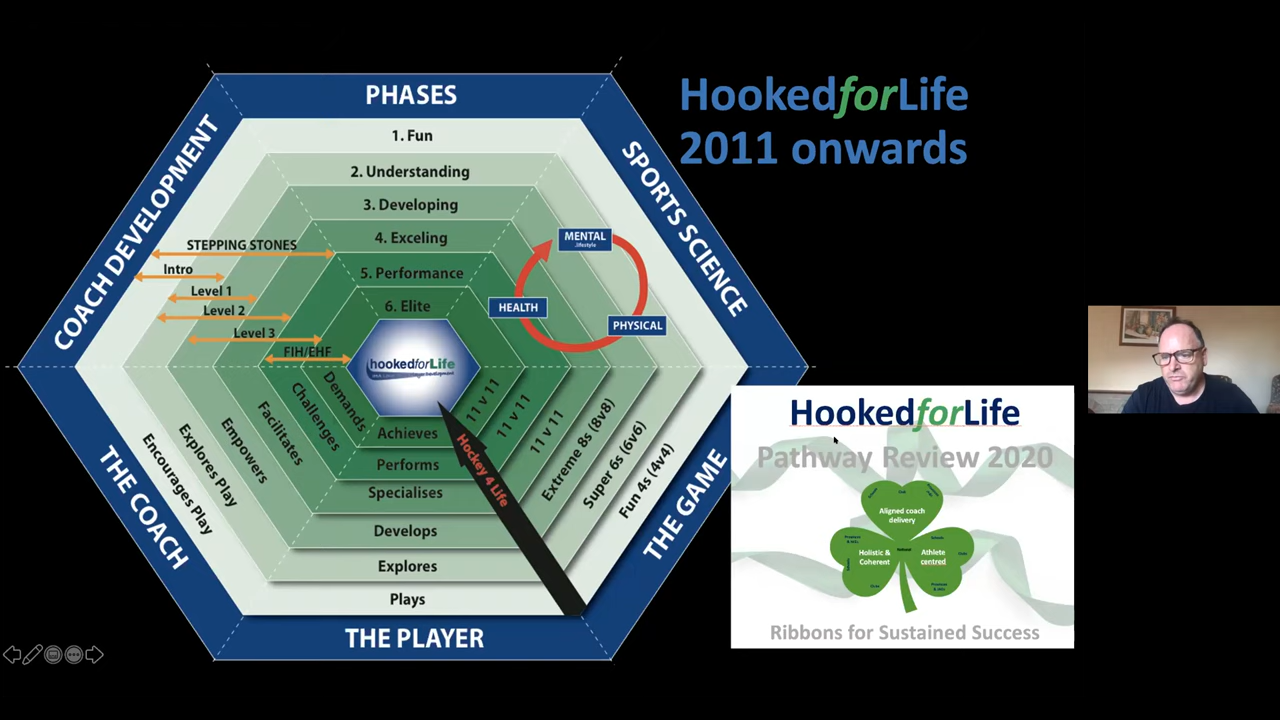 HookedforLife
2011 onwards
PHASES
1. Fun
2. Understanding
3. Developing
4. Exceling
5. Performance
6. Elite
SPORTS SCIENCE
MENTAL
.lifestyle
HEALTH
PHYSICAL
COACH DEVELOPMENT
STEPPING STONES
Intro
Level 1
Level 2
Level 3
FIH/EHF
hookedforLife
THE COACH
Encourages Play
Explores Play
Empowers
Facilitates
Challenges
Demands
THE PLAYER
Achieves
Performs
Specialises
Develops
Explores
Plays
Hockey 4 Life
THE GAME
11 v 11
11 v 11
11 v 11
Extreme 8s (8v8)
Super 6s (6v6)
Fun 4s (4v4)
HookedforLife
Pathway Review 2020
Aligned coach
delivery
Holistic &
Coherent
Athlete
centred
Schools
Clubs
Ribbons for Sustained Success